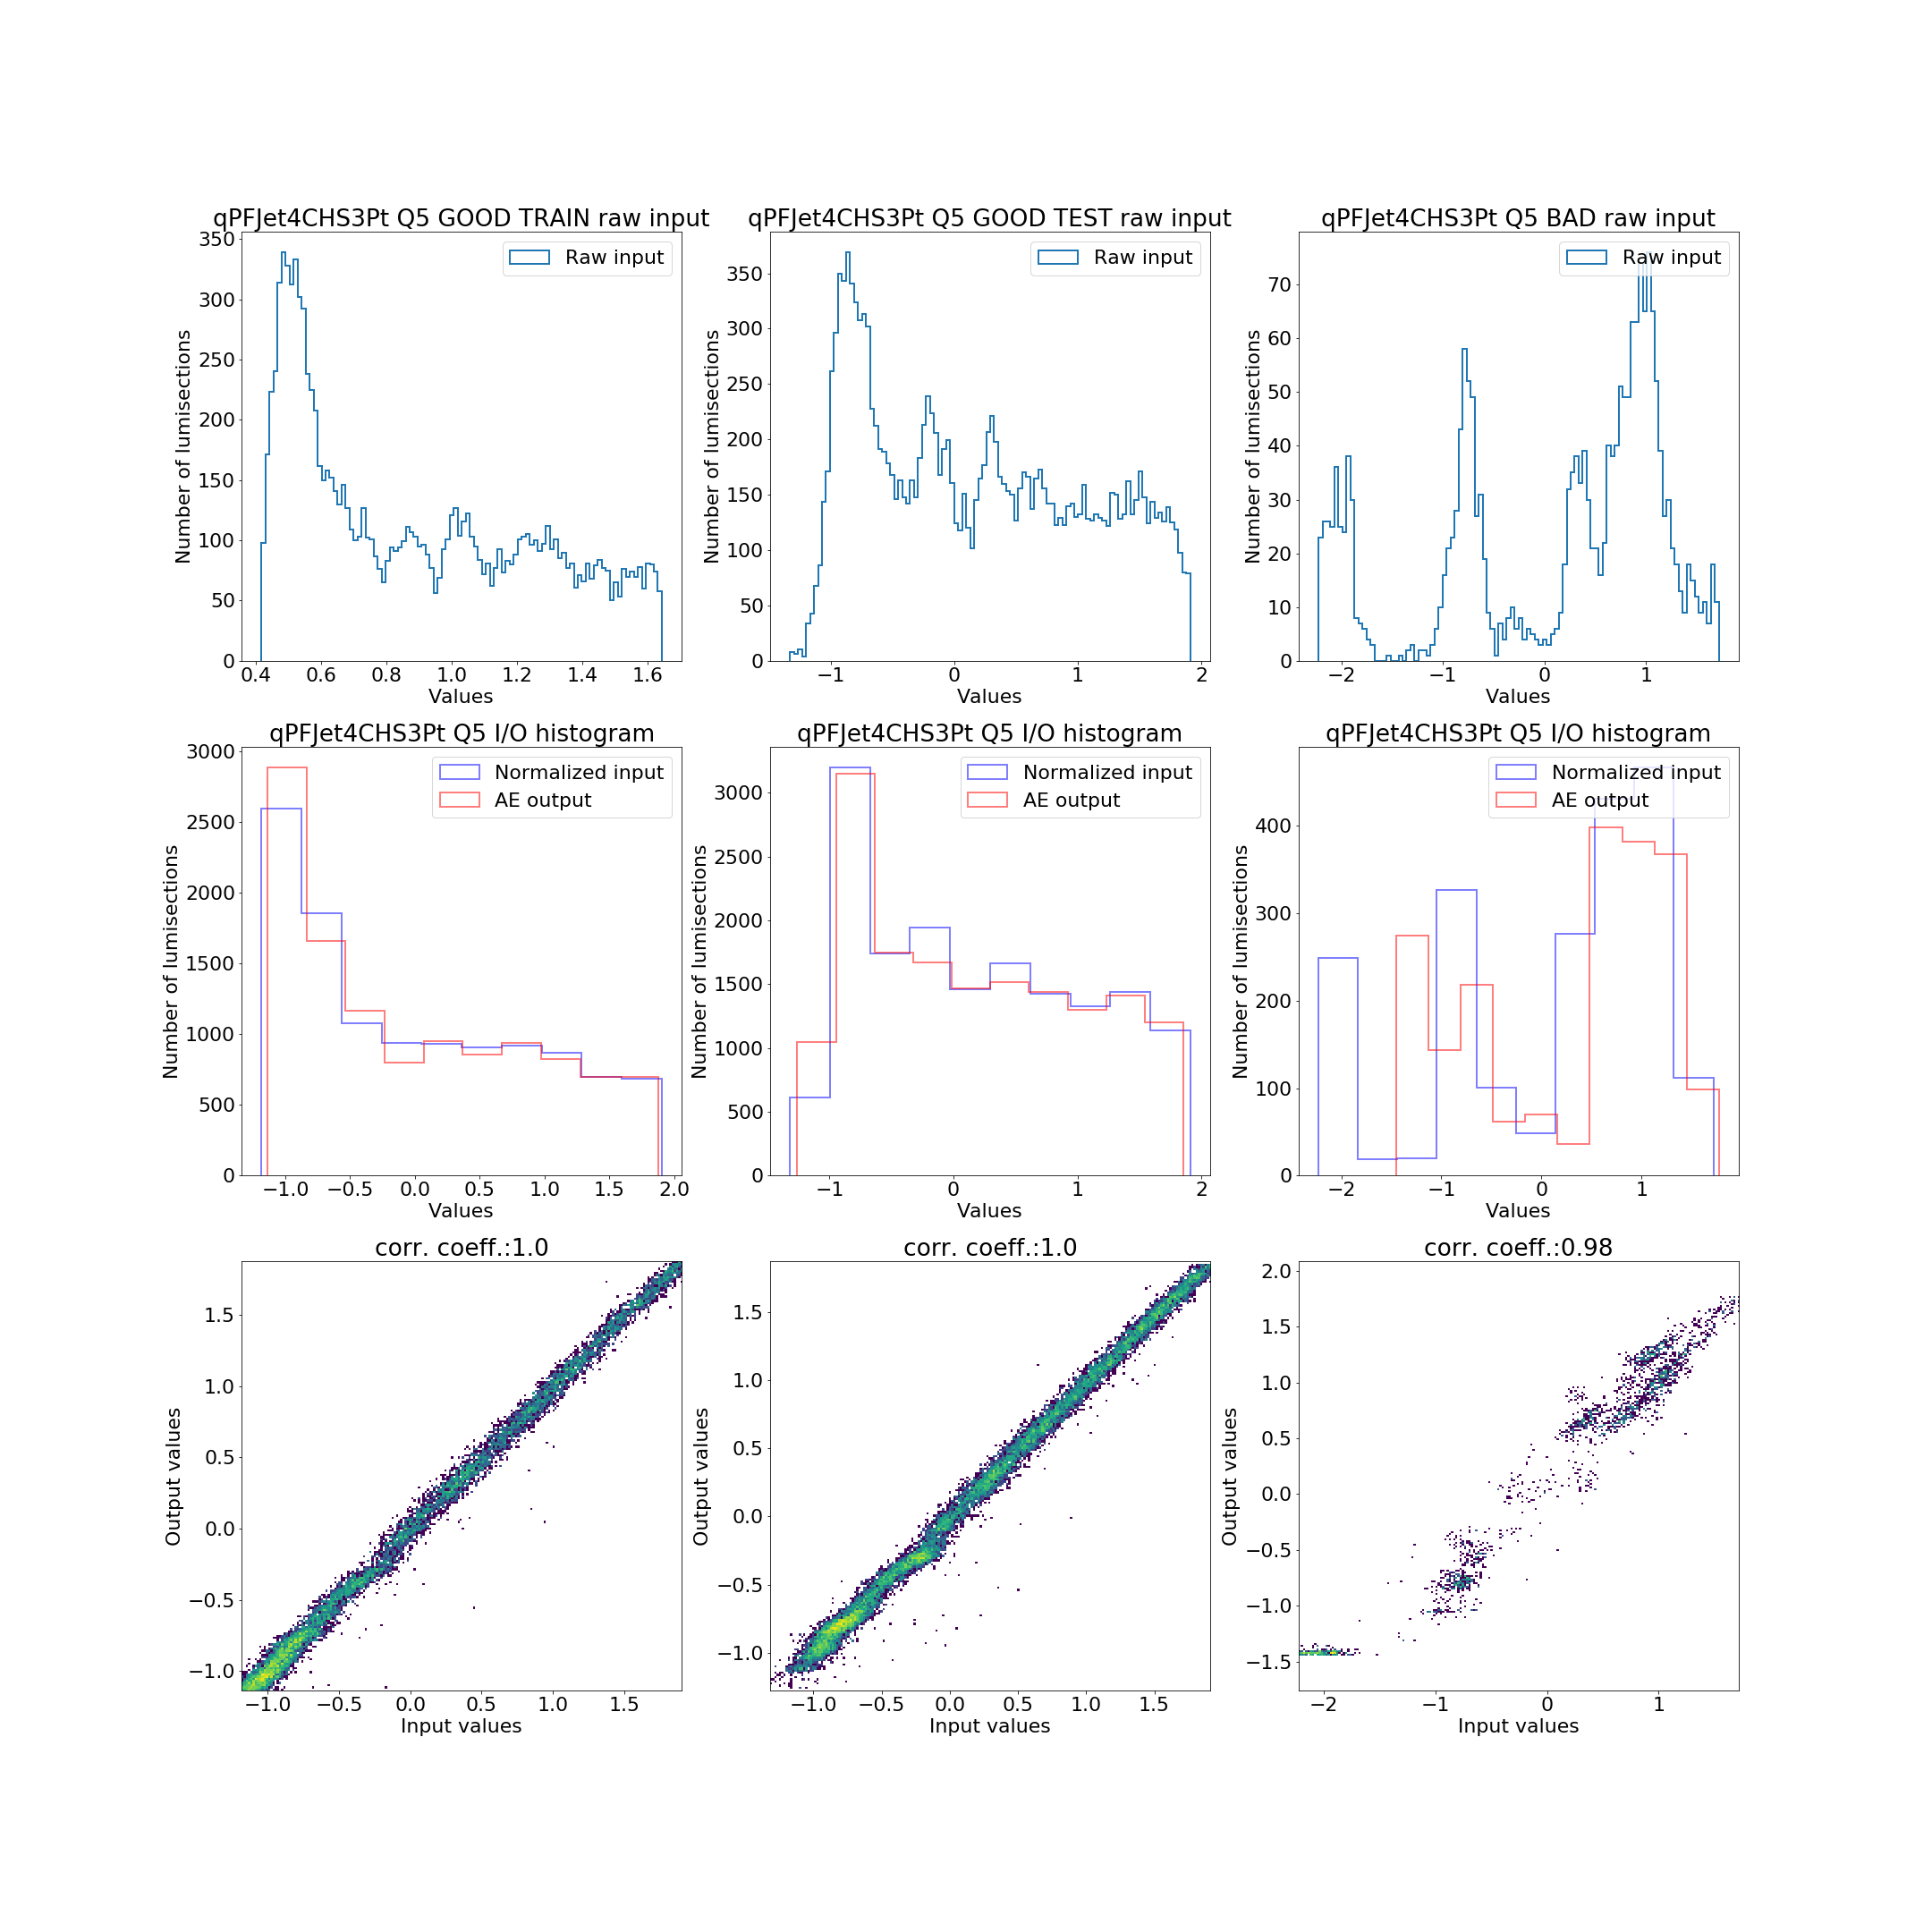 qPFJet4CHS3Pt Q5 GOOD TRAIN raw input
qPFJet4CHS3Pt Q5 GOOD TEST raw input
qPFJet4CHS3Pt Q5 BAD raw input
Number of lumisections
350
300
250
200
150
100
50
0
Raw input
0.4 0.6 0.8 1.0 1.2 1.4 1.6
Values
Number of lumisections
350
300
250
200
150
100
50
0
Raw input
−1 0 1 2
Values
Number of lumisections
70
60
50
40
30
20
10
0
Raw input
−2 −1 0 1
Values
qPFJet4CHS3Pt Q5 I/O histogram
qPFJet4CHS3Pt Q5 I/O histogram
qPFJet4CHS3Pt Q5 I/O histogram
Number of lumisections
3000
2500
2000
1500
1000
500
0
Normalized input
AE output
−1.0 −0.5 0.0 0.5 1.0 1.5 2.0
Values
Number of lumisections
3000
2500
2000
1500
1000
500
0
Normalized input
AE output
−1 0 1 2
Values
Number of lumisections
400
300
200
100
0
Normalized input
AE output
−2 −1 0 1
Values
corr. coeff.:1.0
corr. coeff.:1.0
corr. coeff.:0.98
Output values
1.5
1.0
0.5
0.0
−0.5
−1.0
−1.0 −0.5 0.0 0.5 1.0 1.5
Input values
Output values
1.5
1.0
0.5
0.0
−0.5
−1.0
−1.0 −0.5 0.0 0.5 1.0 1.5
Input values
Output values
2.0
1.5
1.0
0.5
0.0
−0.5
−1.0
−1.5
−2 −1 0 1
Input values